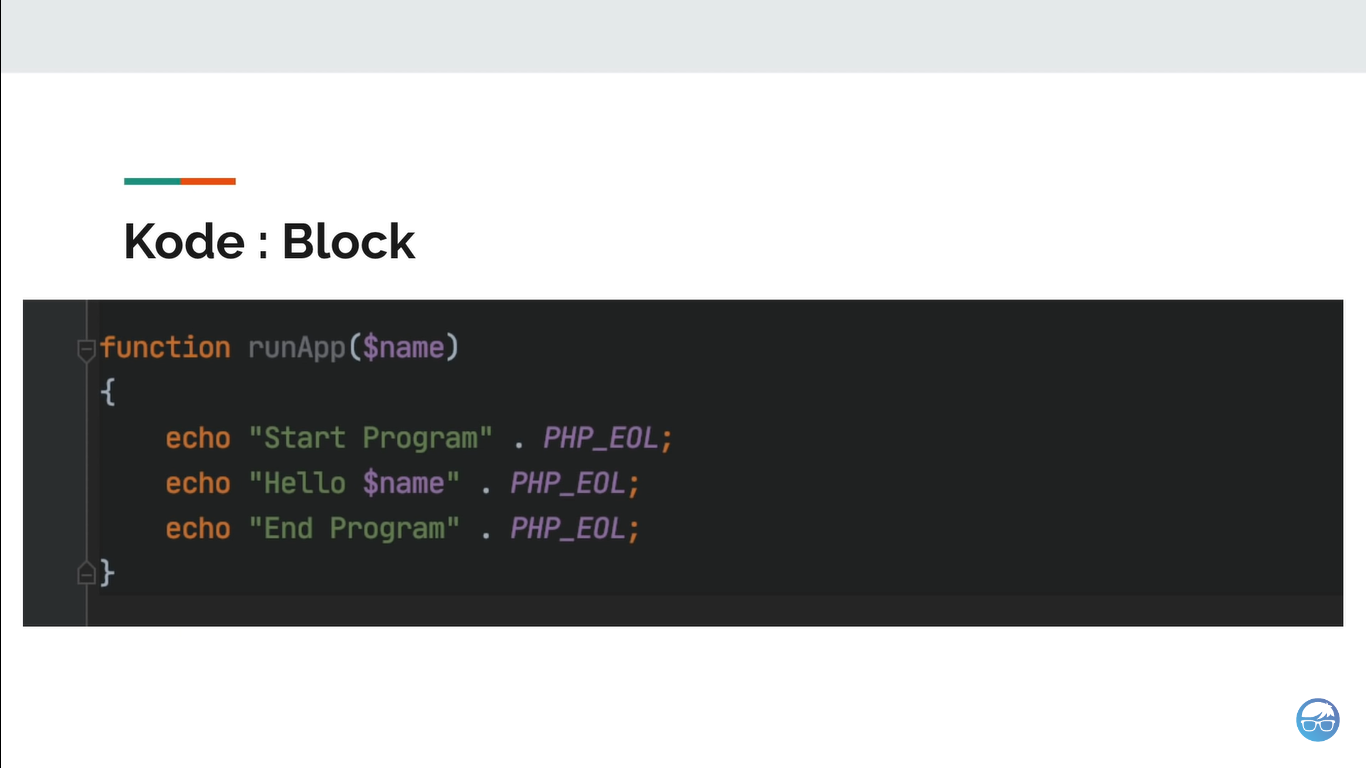 Kode : Block
function runApp($name)
{
    echo "Start Program" . PHP_EOL;
    echo "Hello $name" . PHP_EOL;
    echo "End Program" . PHP_EOL;
}